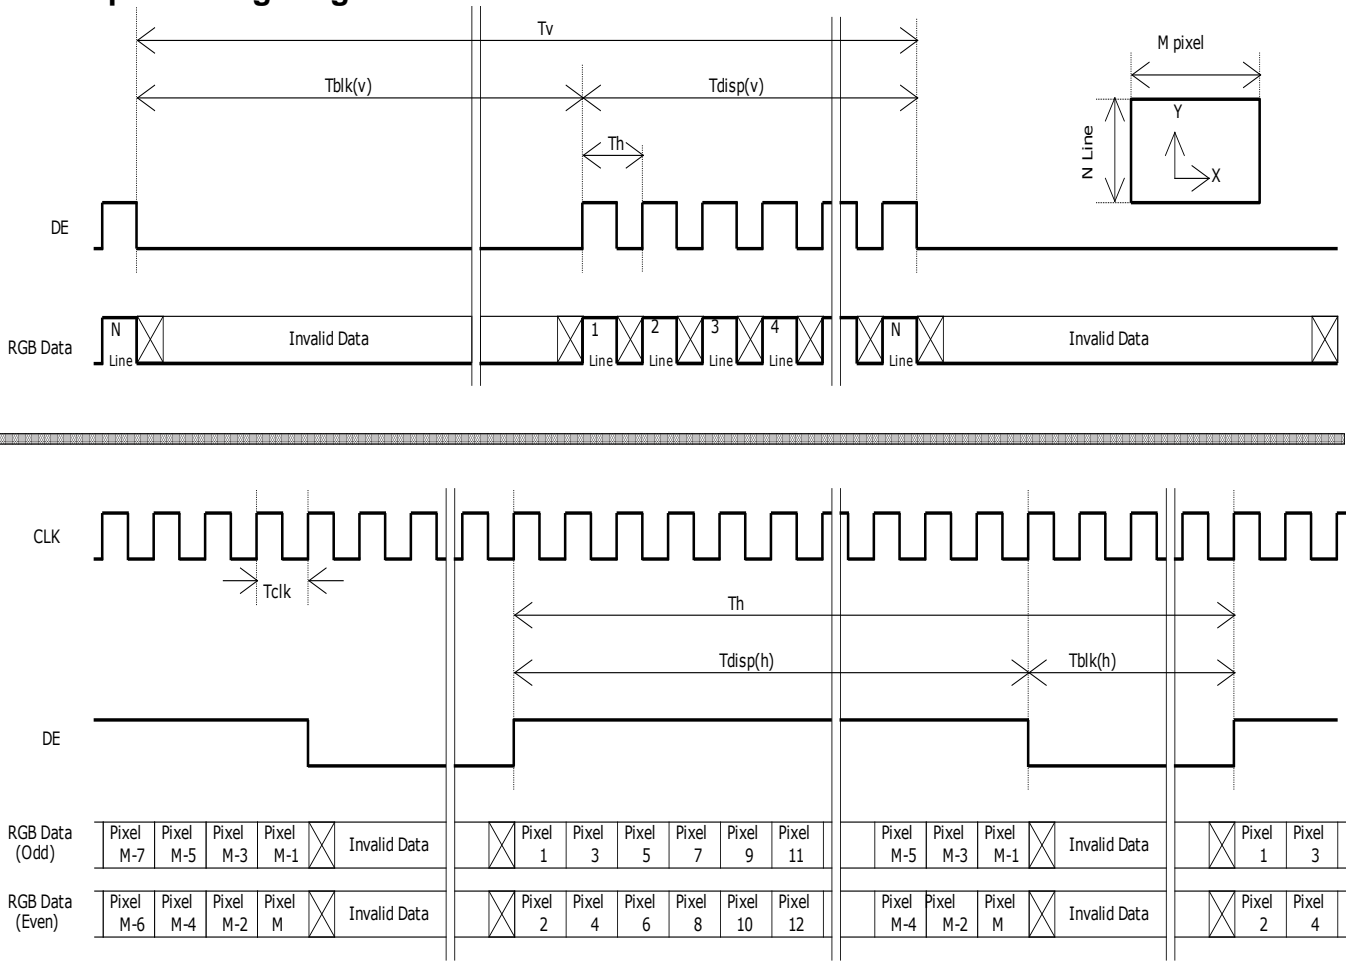 Tv
M pixel
Tblk(v) Tdisp(v)
Th
N Line
Y
X
DE
RGB Data
N Line Invalid Data 1 Line 2 Line 3 Line 4 Line N Line Invalid Data
CLK
Tclk
Th
Tdisp(h) Tblk(h)
DE
RGB Data (Odd)
Pixel M-7 Pixel M-5 Pixel M-3 Pixel M-1 Invalid Data Pixel 1 Pixel 3 Pixel 5 Pixel 7 Pixel 9 Pixel 11 Pixel M-5 Pixel M-3 Pixel M-1 Invalid Data Pixel 1 Pixel 3
RGB Data (Even)
Pixel M-6 Pixel M-4 Pixel M-2 Pixel M Invalid Data Pixel 2 Pixel 4 Pixel 6 Pixel 8 Pixel 10 Pixel 12 Pixel M-4 Pixel M-2 Pixel M Invalid Data Pixel 2 Pixel 4